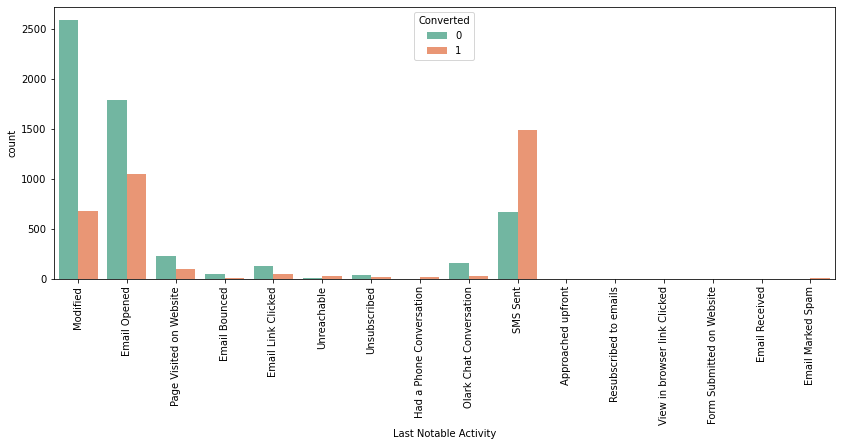 Converted
0
1
2500
2000
1500
1000
500
0
count
Modified
Email Opened
Page Visited on Website
Email Bounced
Email Link Clicked
Unreachable
Unsubscribed
Had a Phone Conversation
Olark Chat Conversation
SMS Sent
Approached upfront
Resubscribed to emails
View in browser link Clicked
Form Submitted on Website
Email Received
Email Marked Spam
Last Notable Activity